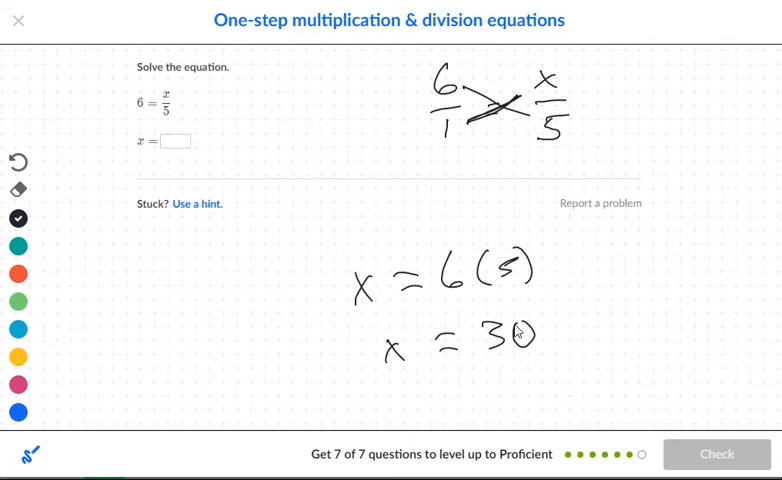 One-step multiplication & division equations
Solve the equation.
6 = x/5
x =
6/1 x/5
Stuck? Use a hint.
Report a problem
x = 6(5)
x = 30
Get 7 of 7 questions to level up to Proficient
Check